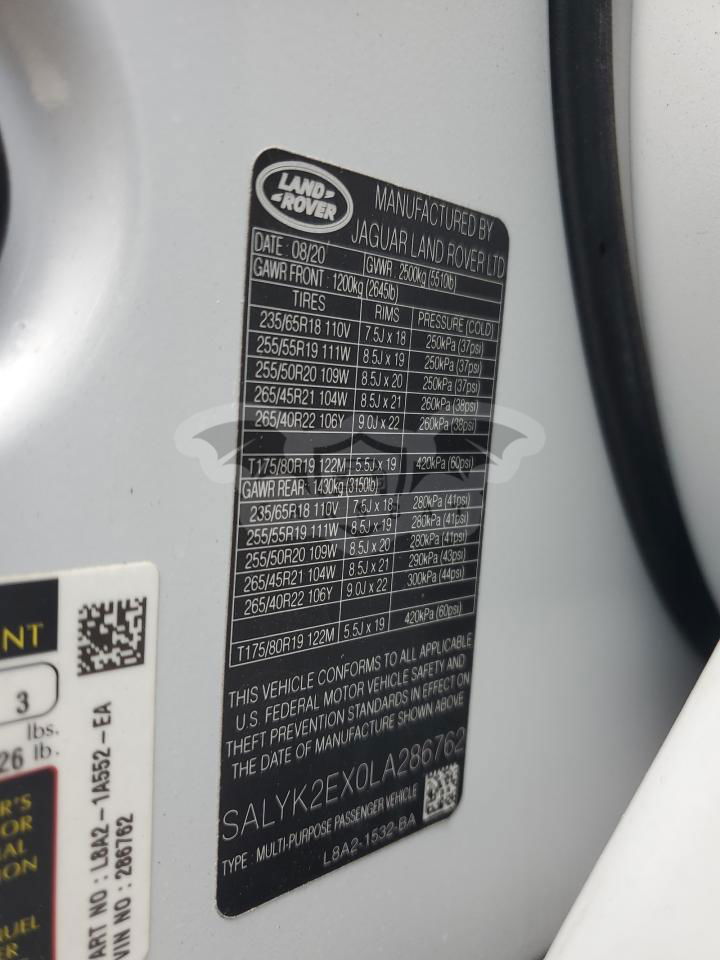 LAND
ROVER
MANUFACTURED BY
JAGUAR LAND ROVER LTD
DATE: 08/20 GVWR: 2500kg (5510lb)
GAWR FRONT: 1200kg (2645lb)
TIRES RIMS PRESSURE (COLD)
235/65R18 110V 7.5J x 18 250kPa (37psi)
255/55R19 111W 8.5J x 19 250kPa (37psi)
255/50R20 109W 8.5J x 20 250kPa (37psi)
265/45R21 104W 8.5J x 21 260kPa (38psi)
265/40R22 106Y 9.0J x 22 260kPa (38psi)
T175/80R19 122M 5.5J x 19 420kPa (60psi)
GAWR REAR: 1430kg (3150lb)
235/65R18 110V 7.5J x 18 280kPa (41psi)
255/55R19 111W 8.5J x 19 280kPa (41psi)
255/50R20 109W 8.5J x 20 280kPa (41psi)
265/45R21 104W 8.5J x 21 290kPa (43psi)
265/40R22 106Y 9.0J x 22 300kPa (44psi)
T175/80R19 122M 5.5J x 19 420kPa (60psi)
THIS VEHICLE CONFORMS TO ALL APPLICABLE
U.S. FEDERAL MOTOR VEHICLE SAFETY AND
THEFT PREVENTION STANDARDS IN EFFECT ON
THE DATE OF MANUFACTURE SHOWN ABOVE
SALYK2EX0LA286762
TYPE: MULTI-PURPOSE PASSENGER VEHICLE
L8A2-1532-BA
NT
3
lbs.
26 lb.
ER'S
OR
AL
ION
QUEL
ER
ART NO : L8A2-1A552-EA
VIN NO : 286762